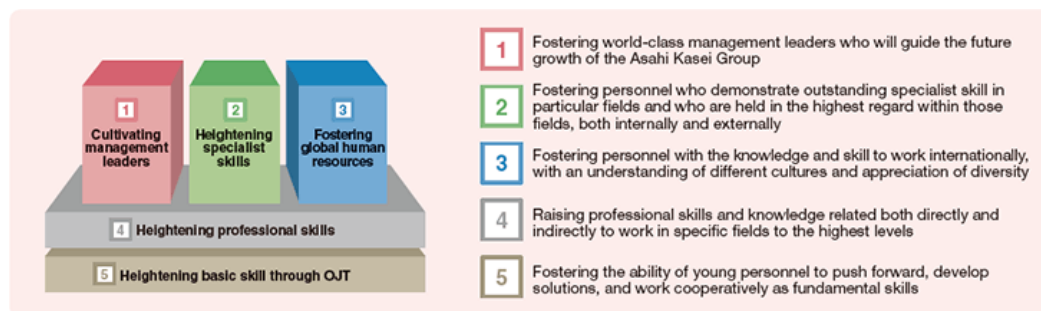 1
Cultivating
management
leaders
2
Heightening
specialist
skills
3
Fostering
global human
resources
4 Heightening professional skills
5 Heightening basic skill through OJT
1 Fostering world-class management leaders who will guide the future
growth of the Asahi Kasei Group
2 Fostering personnel who demonstrate outstanding specialist skill in
particular fields and who are held in the highest regard within those
fields, both internally and externally
3 Fostering personnel with the knowledge and skill to work internationally,
with an understanding of different cultures and appreciation of diversity
4 Raising professional skills and knowledge related both directly and
indirectly to work in specific fields to the highest levels
5 Fostering the ability of young personnel to push forward, develop
solutions, and work cooperatively as fundamental skills